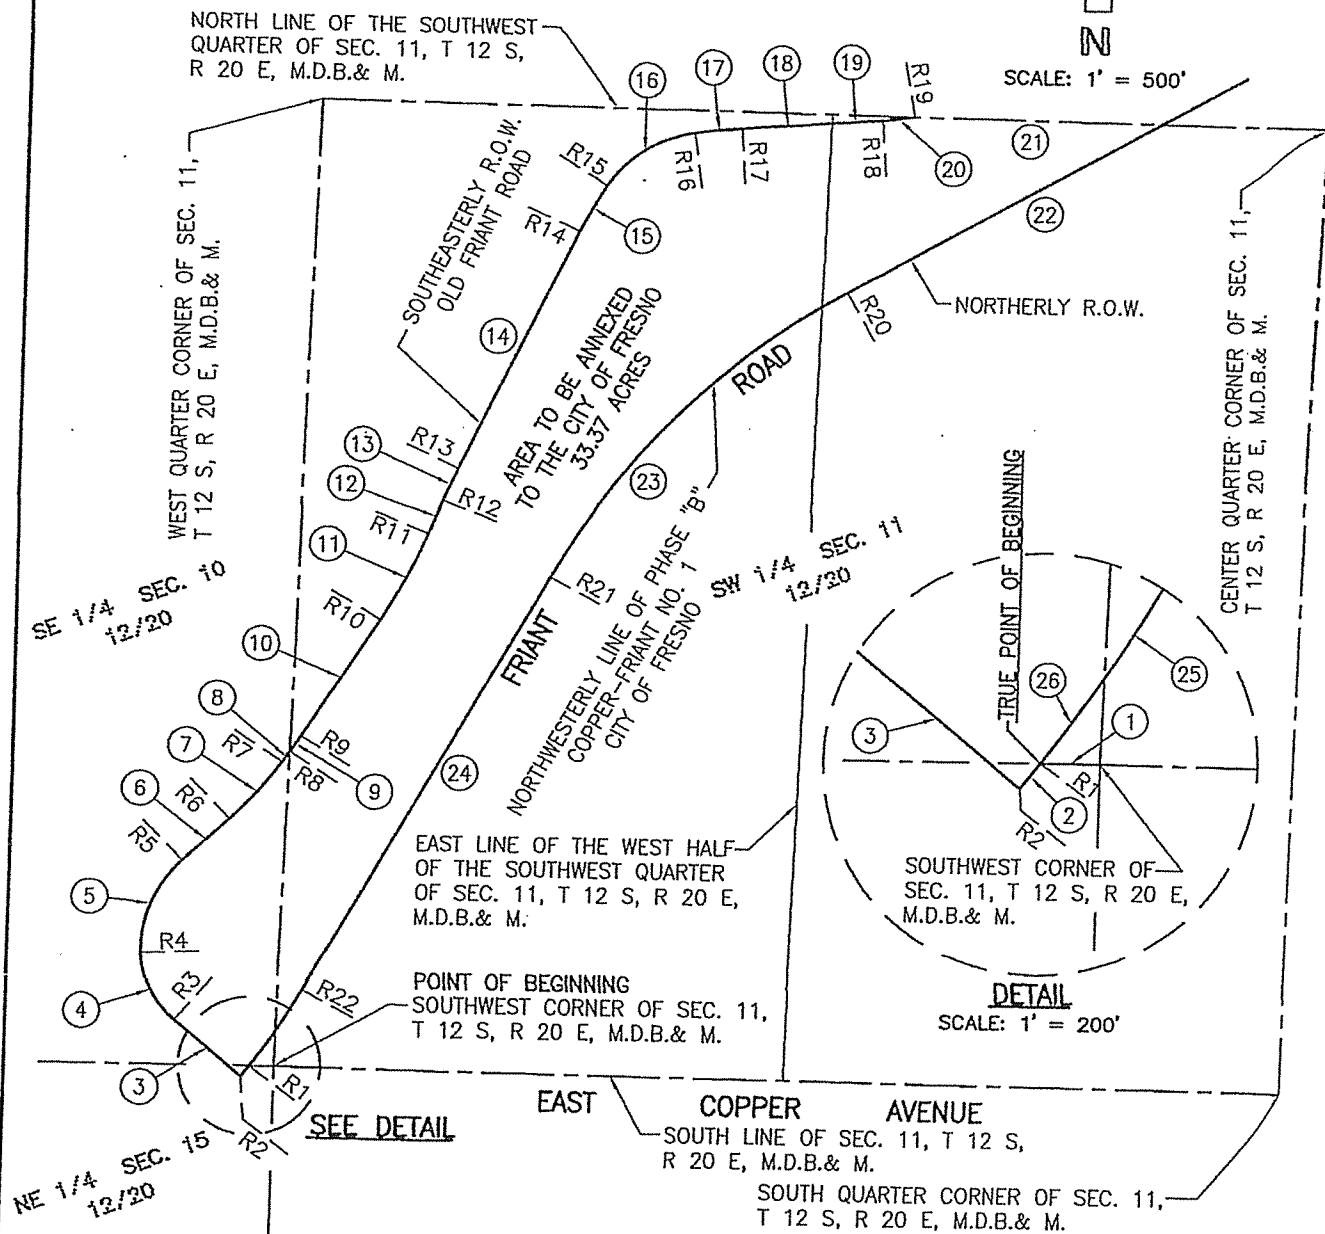 NORTH LINE OF THE SOUTHWEST
QUARTER OF SEC. 11, T 12 S,
R 20 E, M.D.B.& M.
N
SCALE: 1' = 500'
16
17
18
19
R19
20
21
22
R15
R16
R17
R18
R14
15
SOUTHEASTERLY R.O.W.
OLD FRIANT ROAD
WEST QUARTER CORNER OF SEC. 11,
T 12 S, R 20 E, M.D.B.& M.
14
AREA TO BE ANNEXED
TO THE CITY OF FRESNO
33.37 ACRES
R20
NORTHERLY R.O.W.
CENTER QUARTER CORNER OF SEC. 11,
T 12 S, R 20 E, M.D.B.& M.
FRIANT
ROAD
R13
13
12
R12
R11
11
R10
10
23
R21
SE 1/4 SEC. 10
12/20
NORTHWESTERLY LINE OF PHASE "B"
COPPER-FRIANT NO. 1
CITY OF FRESNO
SW 1/4 SEC. 11
12/20
8
R7
R9
R8
9
7
R6
6
R5
24
5
EAST LINE OF THE WEST HALF
OF THE SOUTHWEST QUARTER
OF SEC. 11, T 12 S, R 20 E,
M.D.B.& M.
R4
R3
4
R22
3
POINT OF BEGINNING
SOUTHWEST CORNER OF SEC. 11,
T 12 S, R 20 E, M.D.B.& M.
R1
R2
SEE DETAIL
NE 1/4 SEC. 15
12/20
TRUE POINT OF BEGINNING
26
25
3
1
R1
2
R2
SOUTHWEST CORNER OF
SEC. 11, T 12 S, R 20 E,
M.D.B.& M.
DETAIL
SCALE: 1' = 200'
EAST COPPER AVENUE
SOUTH LINE OF SEC. 11, T 12 S,
R 20 E, M.D.B.& M.
SOUTH QUARTER CORNER OF SEC. 11,
T 12 S, R 20 E, M.D.B.& M.